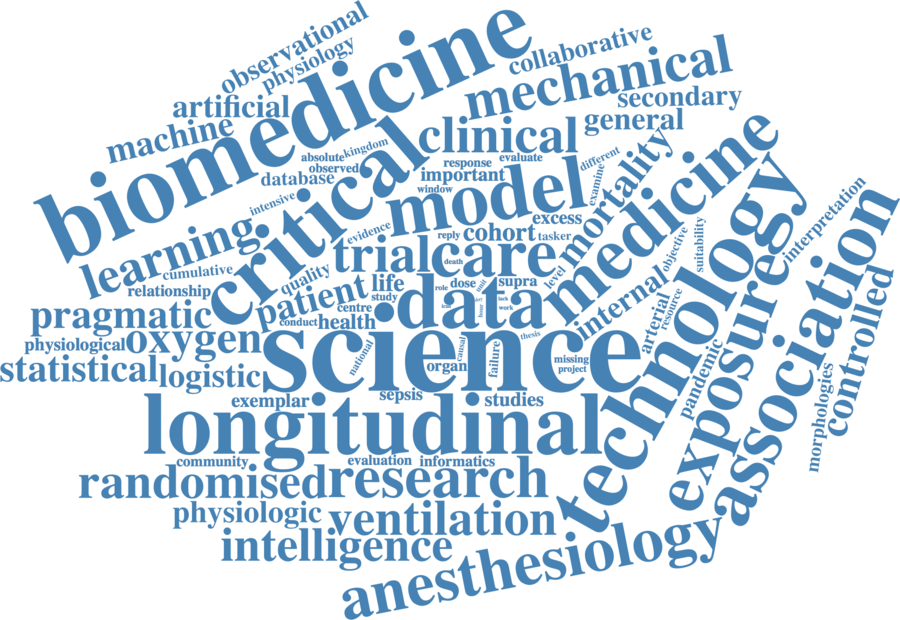 observational
physiology
biomedicine
collaborative
mechanical
artificial
secondary
machine
general
clinical
critical
absolute
kingdom
observed
response
evaluate
different
database
important
window
examine
mortality
medicine
intensive
model
excess
learning
evidence
reply
cohort
tasker
technology
interpretation
cumulative
trial
care
death
level
objective
suitability
relationship
quality
patient
life
study
role
dose
unit
supra
internal
association
pragmatic
centre
data
lack
work
hour
arterial
resource
conduct
health
physiological
oxygen
science
thesis
exposure
controlled
statistical
logistic
national
organ
causal
failure
missing
project
pandemic
exemplar
sepsis
studies
morphologies
longitudinal
community
evaluation
informatics
randomised
research
physiologic
ventilation
intelligence
anesthesiology